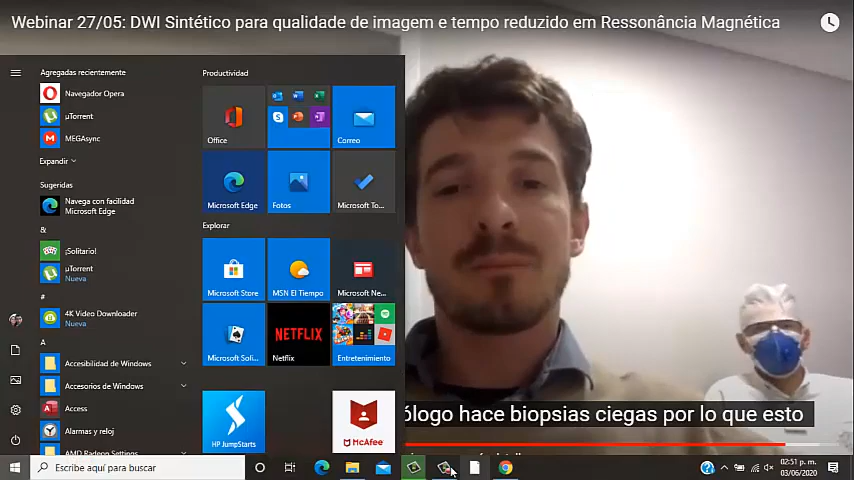 Webinar 27/05: DWI Sintético para qualidade de imagem e tempo reduzido em Ressonância Magnética
Agregadas recientemente
Navegador Opera
µTorrent
MEGAsync
Expandir
Sugeridas
Navega con facilidad
Microsoft Edge
&
¡Solitario!
µTorrent
Nueva
#
4K Video Downloader
Nueva
A
Accesibilidad de Windows
Accesorios de Windows
Access
Alarmas y reloj
AMD Radeon Settings
Productividad
Office
Correo
Microsoft Edge
Fotos
Microsoft To...
Explorar
Microsoft Store
MSN El Tiempo
Microsoft Ne...
Microsoft Soli...
NETFLIX
Netflix
Entretenimiento
HP JumpStarts
McAfee
ólogo hace biopsias ciegas por lo que esto
Escribe aquí para buscar
02:51 p. m.
03/06/2020